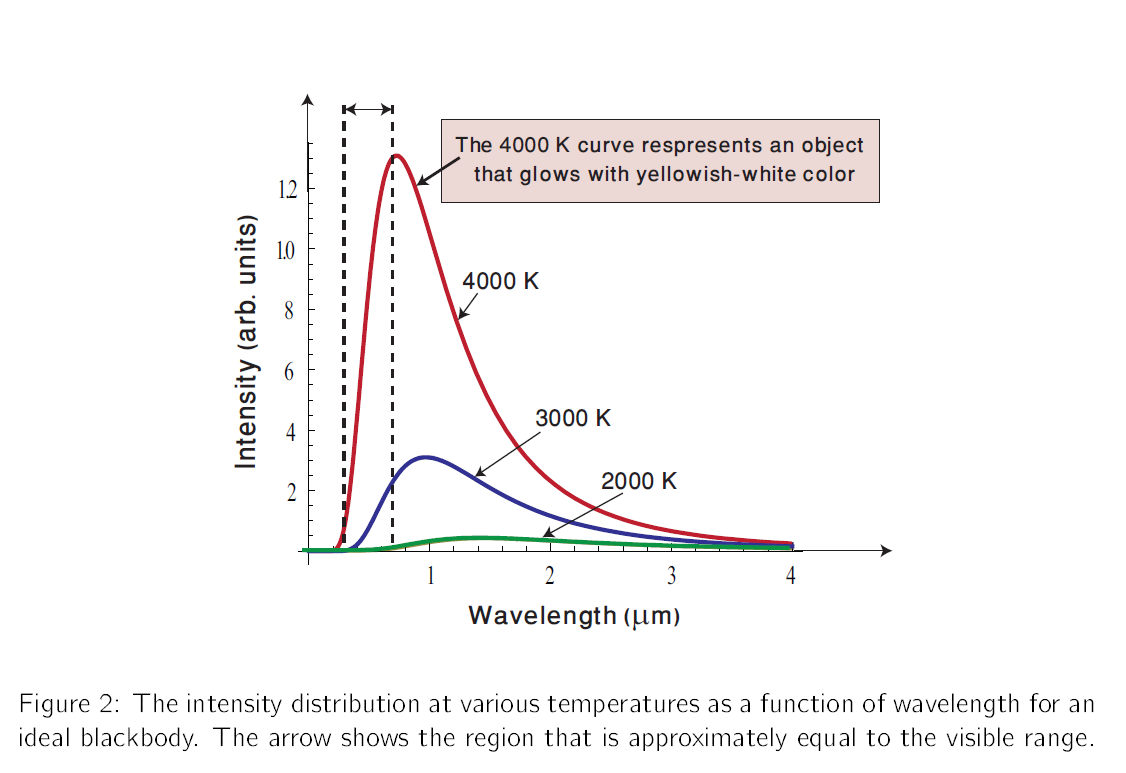 The 4000 K curve respresents an object
that glows with yellowish-white color
12
1.0
8
6
4
2
Intensity (arb. units)
4000 K
3000 K
2000 K
1
2
3
4
Wavelength (μm)
Figure 2: The intensity distribution at various temperatures as a function of wavelength for an
ideal blackbody. The arrow shows the region that is approximately equal to the visible range.